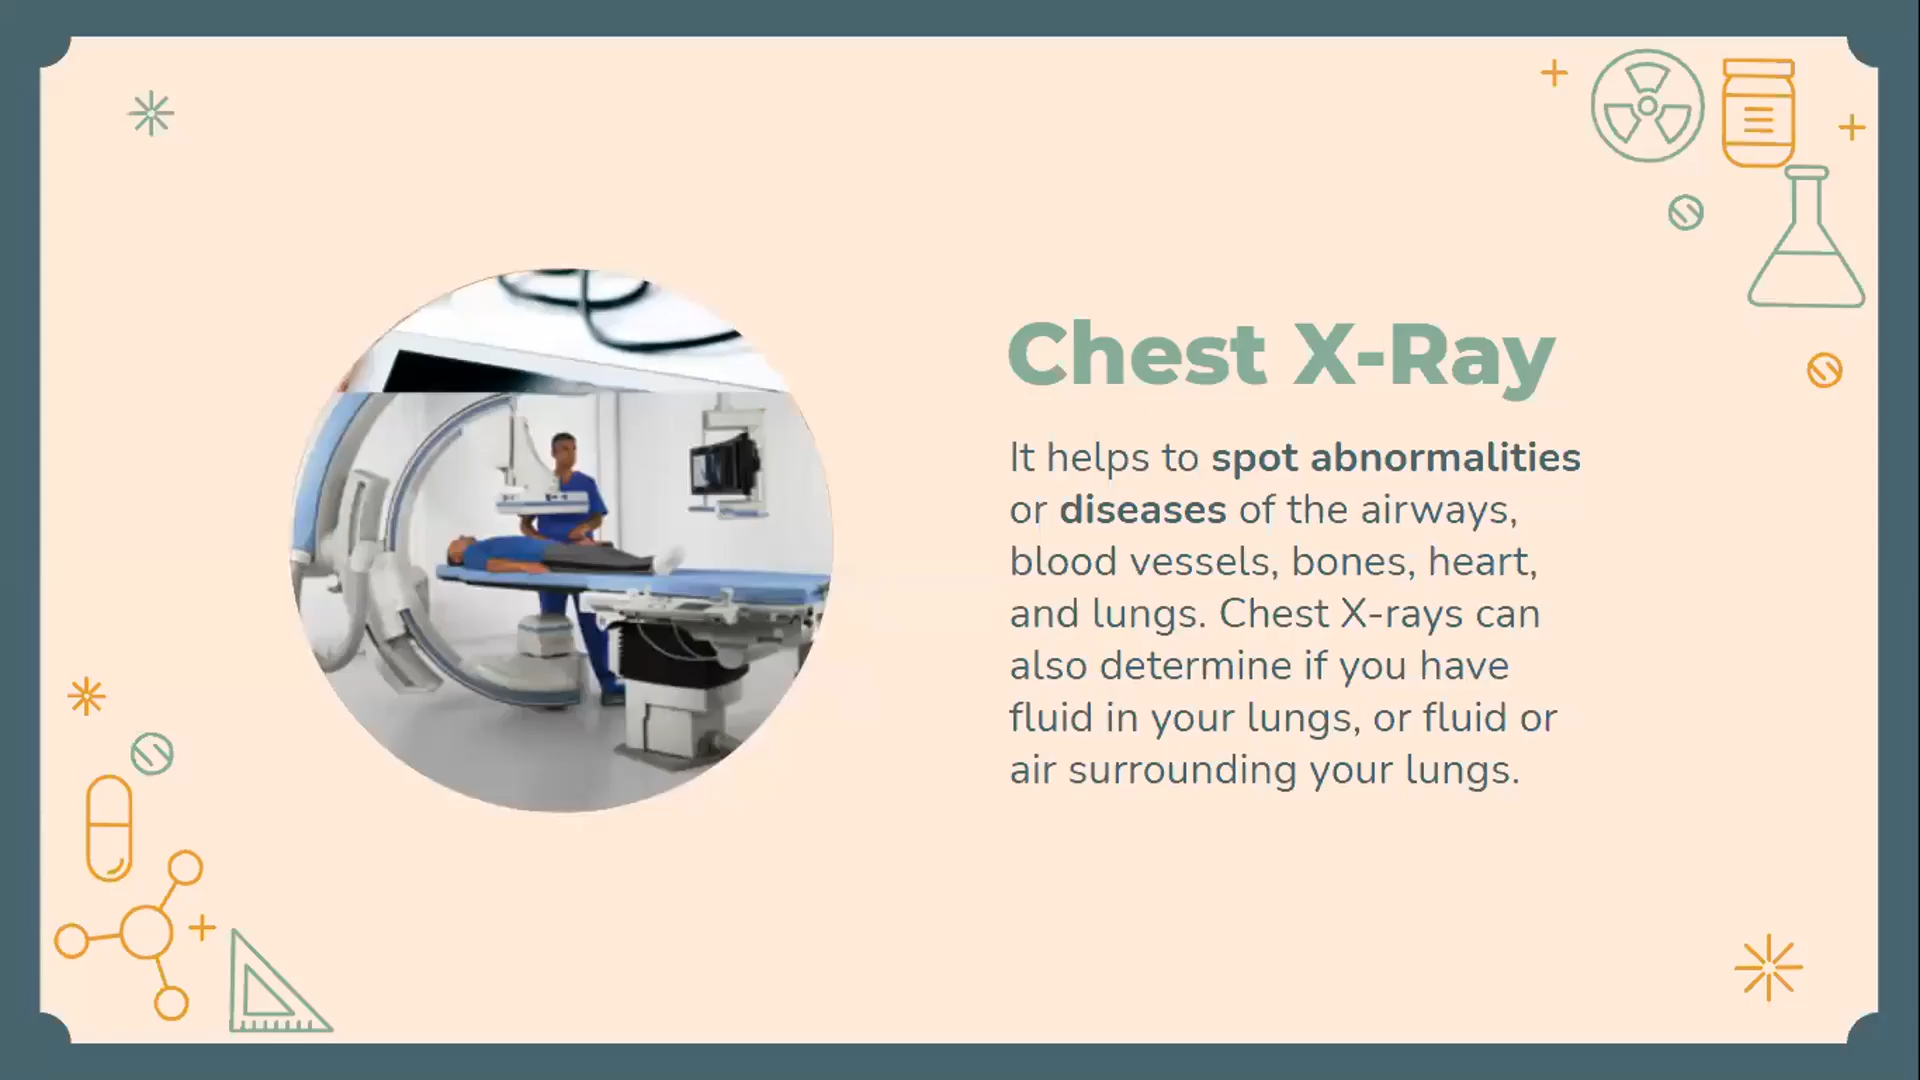 Chest X-Ray
It helps to spot abnormalities
or diseases of the airways,
blood vessels, bones, heart,
and lungs. Chest X-rays can
also determine if you have
fluid in your lungs, or fluid or
air surrounding your lungs.